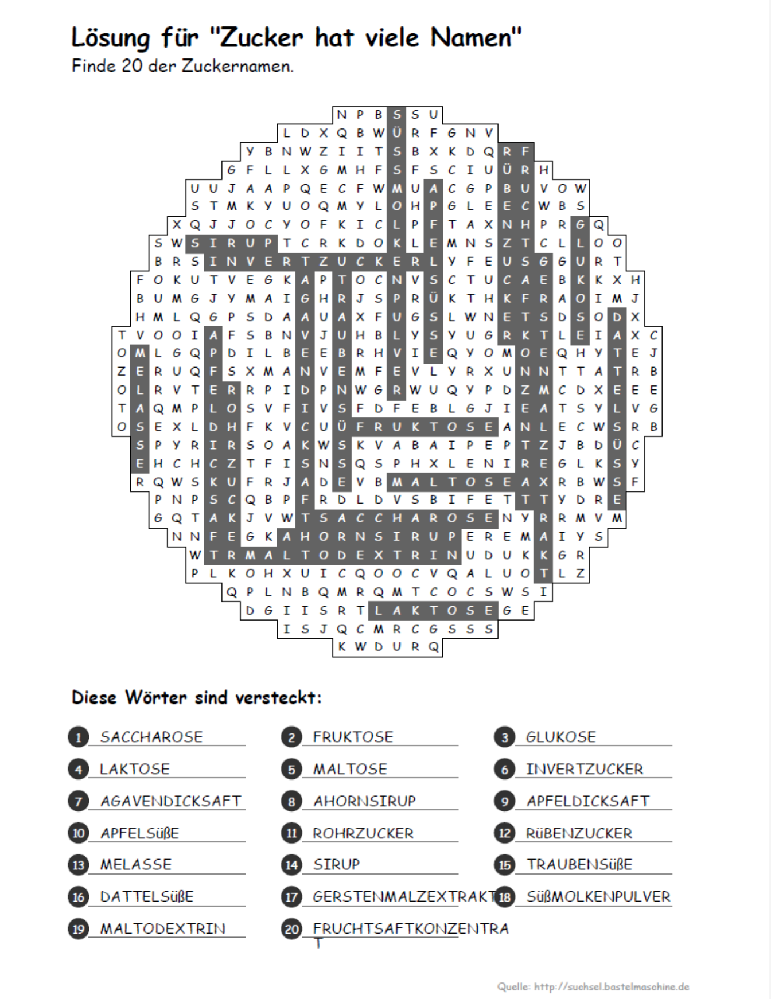 Lösung für "Zucker hat viele Namen"
Finde 20 der Zuckernamen.
N P B S S U
L D X Q B W Ü R F G N V
Y B N W Z I I T S B X K D Q R F
G F L L X G M H F S F S C I U Ü R H
U U J A A P Q E C F W M U A C G P B U V O W
S T M K Y U O Q M Y L O H P G L E E C W B S
X Q J J O C Y O F K I C L P F T A X N H P R G Q
S W S I R U P T C R K D O K L E M N S Z T C L L O O
B R S I N V E R T Z U C K E R L Y F E U S G G U R T
F O K U T V E G K A P T O C N V S C T U C A E B K K X H
B U M G J Y M A I G H R J S P R Ü K T H K F R A O I M J
H M L Q G P S D A A U A X F U G S L W N E T S D S O D X
T V O O I A F S B N V J U H B L Y S Y U G R K T L E I A X C
O M L G Q P D I L B E E B R H V I E Q Y O M O E Q H Y T E J
Z E R U Q F S X M A N V E M F E V L Y R X U N N T T A T R B
O L R V T E R R P I D P N W G R W U Q Y P D Z M C D X E E E
T A Q M P L O S V F I V S F D F E B L G J I E A T S Y L V G
O S E X L D H F K V C U Ü F R U K T O S E A N L E C W S R B
S P Y R I R S O A K W S K V A B A I P E P T Z J B D Ü C
E H C H C Z T F I S N S Q S P H X L E N I R E G L K S Y
R Q W S K U F R J A D E V B M A L T O S E A X R B W S F
P N P S C Q B P F R D L D V S B I F E T T T Y D R E
G Q T A K J V W T S A C C H A R O S E N Y R R M V M
N N F E G K A H O R N S I R U P E R E M A I Y S
W T R M A L T O D E X T R I N U D U K K G R
P L K O H X U I C Q O O C V Q A L U O T L Z
Q P L N B Q M R Q M T C O C S W S I
D G I I S R T L A K T O S E G E
I S J Q C M R C G S S S
K W D U R Q
Diese Wörter sind versteckt:
1 SACCHAROSE 2 FRUKTOSE 3 GLUKOSE
4 LAKTOSE 5 MALTOSE 6 INVERTZUCKER
7 AGAVENDICKSAFT 8 AHORNSIRUP 9 APFELDICKSAFT
10 APFELSüßE 11 ROHRZUCKER 12 RüBENZUCKER
13 MELASSE 14 SIRUP 15 TRAUBENSüßE
16 DATTELSüßE 17 GERSTENMALZEXTRAKT 18 SüßMOLKENPULVER
19 MALTODEXTRIN 20 FRUCHTSAFTKONZENTRA
T
Quelle: http://suchsel.bastelmaschine.de